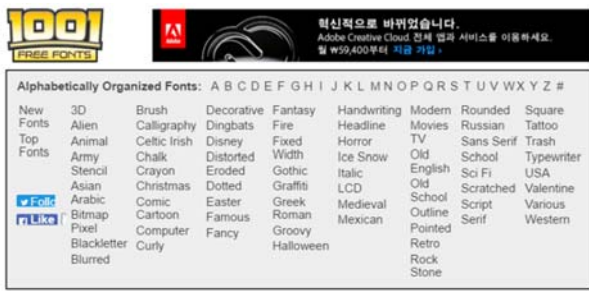 1001
FREE FONTS
Adobe
혁신적으로 바뀌었습니다.
Adobe Creative Cloud. 전체 앱과 서비스를 이용하세요.
월 ₩59,400부터 지금 가입 ›
Alphabetically Organized Fonts: A B C D E F G H I J K L M N O P Q R S T U V W X Y Z #
New
Fonts
Top
Fonts
Follo
Like
3D
Alien
Animal
Army
Stencil
Asian
Arabic
Bitmap
Pixel
Blackletter
Blurred
Brush
Calligraphy
Celtic Irish
Chalk
Crayon
Christmas
Comic
Cartoon
Computer
Curly
Decorative
Dingbats
Disney
Distorted
Eroded
Dotted
Easter
Famous
Fancy
Fantasy
Fire
Fixed
Width
Gothic
Graffiti
Greek
Roman
Groovy
Halloween
Handwriting
Headline
Horror
Ice Snow
Italic
LCD
Medieval
Mexican
Modern
Movies
TV
Old
English
Old
School
Outline
Pointed
Retro
Rock
Stone
Rounded
Russian
Sans Serif
School
Sci Fi
Scratched
Script
Serif
Square
Tattoo
Trash
Typewriter
USA
Valentine
Various
Western